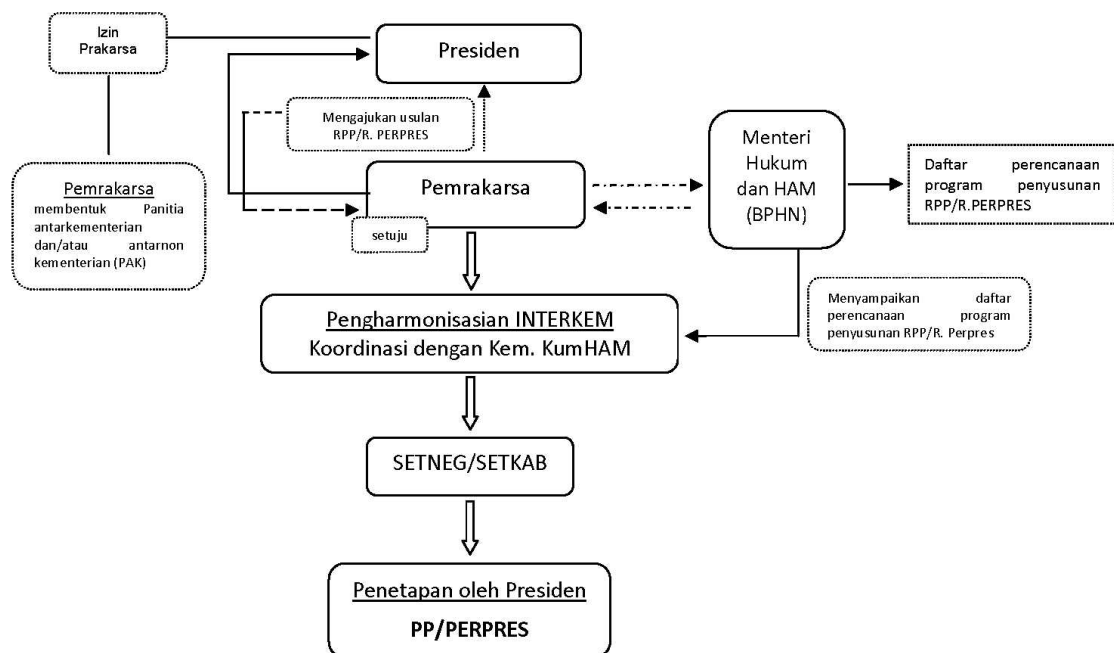 Izin
Prakarsa
Presiden
Mengajukan usulan
RPP/R. PERPRES
Pemrakarsa
membentuk Panitia
antarkementerian
dan/atau antarnon
kementerian (PAK)
Pemrakarsa
setuju
Menteri
Hukum
dan HAM
(BPHN)
Daftar perencanaan
program penyusunan
RPP/R.PERPRES
Pengharmonisasian INTERKEM
Koordinasi dengan Kem. KumHAM
Menyampaikan daftar
perencanaan program
penyusunan RPP/R. Perpres
SETNEG/SETKAB
Penetapan oleh Presiden
PP/PERPRES